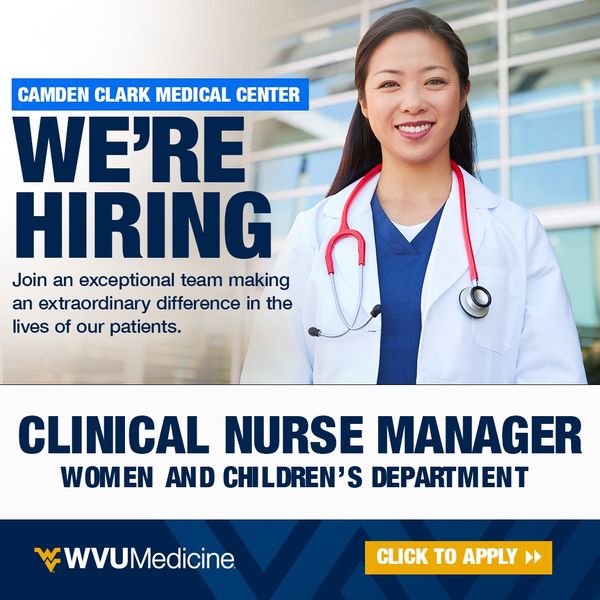 CAMDEN CLARK MEDICAL CENTER
WE'RE
HIRING
Join an exceptional team making
an extraordinary difference in the
lives of our patients.
CLINICAL NURSE MANAGER
WOMEN AND CHILDREN'S DEPARTMENT
WVUMedicine
CLICK TO APPLY